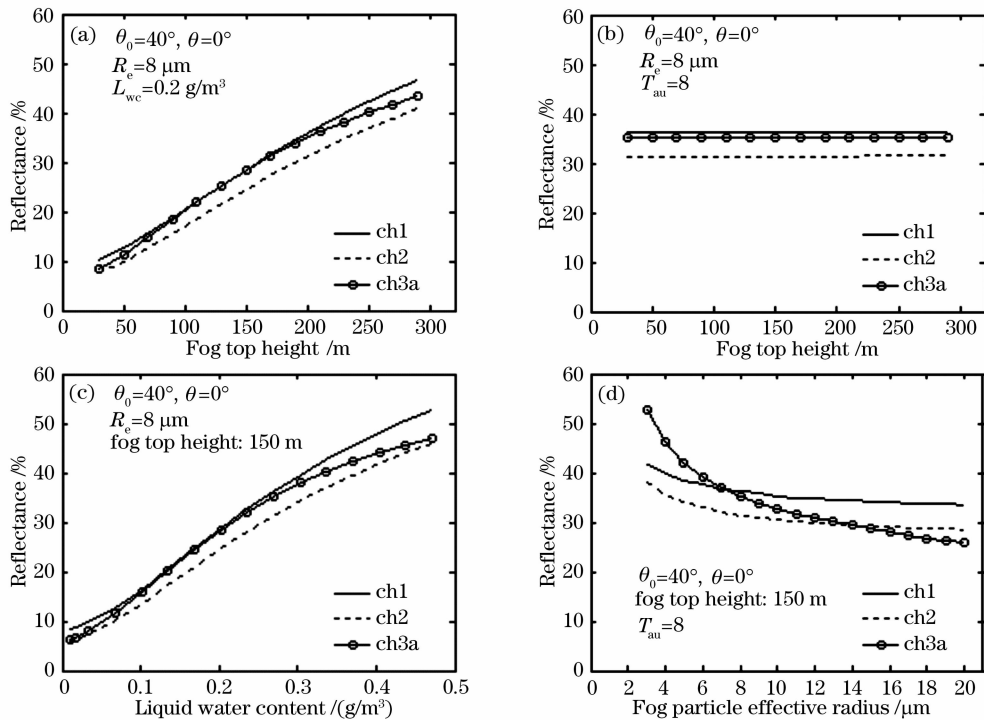 (a)
θ₀=40°, θ=0°
Rₑ=8 μm
L_wc=0.2 g/m³
60
50
40
30
20
10
0
Reflectance /%
ch1
ch2
ch3a
0 50 100 150 200 250 300
Fog top height /m
(b)
θ₀=40°, θ=0°
Rₑ=8 μm
T_au=8
60
50
40
30
20
10
0
Reflectance /%
ch1
ch2
ch3a
0 50 100 150 200 250 300
Fog top height /m
(c)
θ₀=40°, θ=0°
Rₑ=8 μm
fog top height: 150 m
60
50
40
30
20
10
0
Reflectance /%
ch1
ch2
ch3a
0 0.1 0.2 0.3 0.4 0.5
Liquid water content /(g/m³)
(d)
60
50
40
30
20
10
0
Reflectance /%
θ₀=40°, θ=0°
fog top height: 150 m
T_au=8
ch1
ch2
ch3a
0 2 4 6 8 10 12 14 16 18 20
Fog particle effective radius /μm